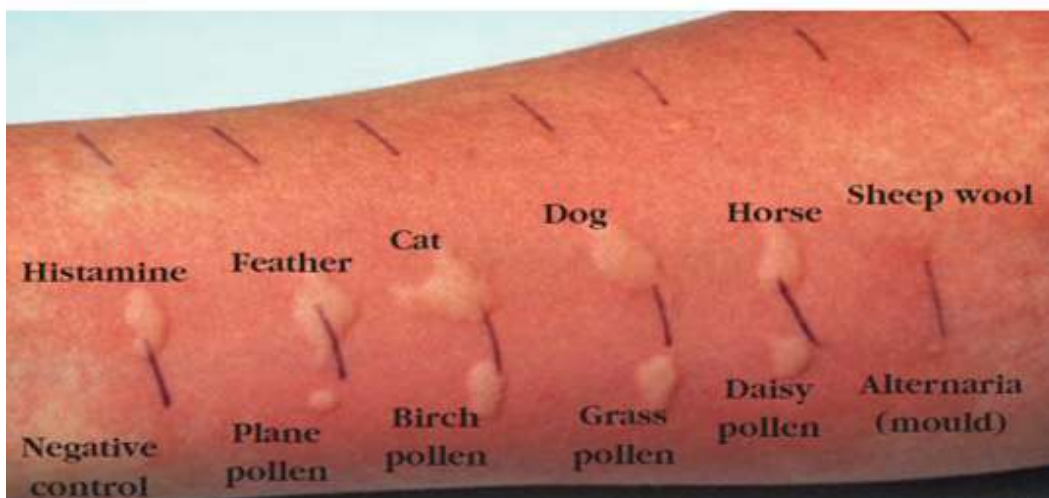 Sheep wool
Dog
Horse
Cat
Histamine
Feather
Negative
control
Plane
pollen
Birch
pollen
Grass
pollen
Daisy
pollen
Alternaria
(mould)